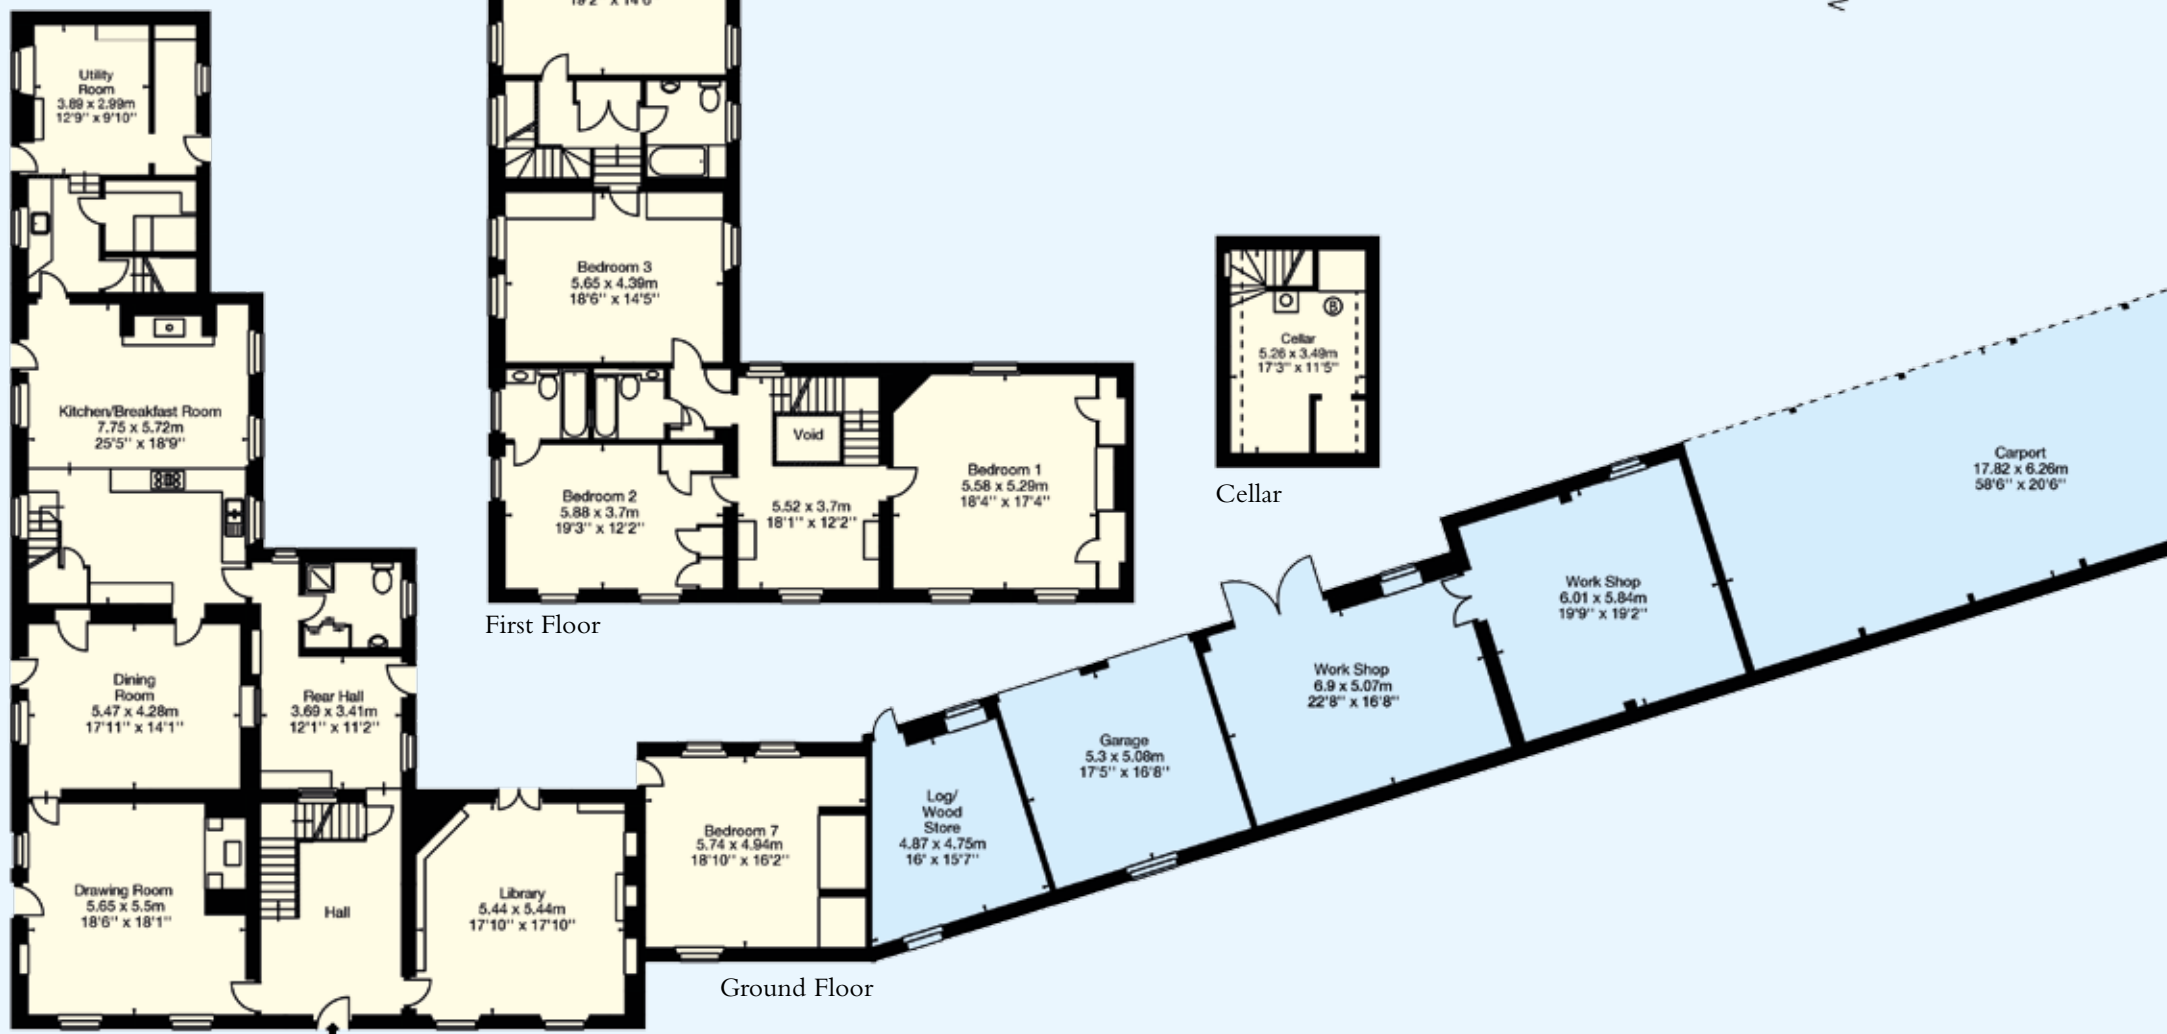 19'2'' x 14'6''
Utility
Room
3.89 x 2.99m
12'9'' x 9'10''
Bedroom 3
5.65 x 4.39m
18'6'' x 14'5''
Cellar
5.26 x 3.49m
17'3'' x 11'5''
B
Cellar
Kitchen/Breakfast Room
7.75 x 5.72m
25'5'' x 18'9''
Void
Bedroom 2
5.88 x 3.7m
19'3'' x 12'2''
5.52 x 3.7m
18'1'' x 12'2''
Bedroom 1
5.58 x 5.29m
18'4'' x 17'4''
First Floor
Carport
17.82 x 6.26m
58'6'' x 20'6''
Work Shop
6.01 x 5.84m
19'9'' x 19'2''
Work Shop
6.9 x 5.07m
22'8'' x 16'8''
Dining
Room
5.47 x 4.28m
17'11'' x 14'1''
Rear Hall
3.69 x 3.41m
12'1'' x 11'2''
Garage
5.3 x 5.08m
17'5'' x 16'8''
Log/
Wood
Store
4.87 x 4.75m
16' x 15'7''
Bedroom 7
5.74 x 4.94m
18'10'' x 16'2''
Drawing Room
5.65 x 5.5m
18'6'' x 18'1''
Hall
Library
5.44 x 5.44m
17'10'' x 17'10''
Ground Floor